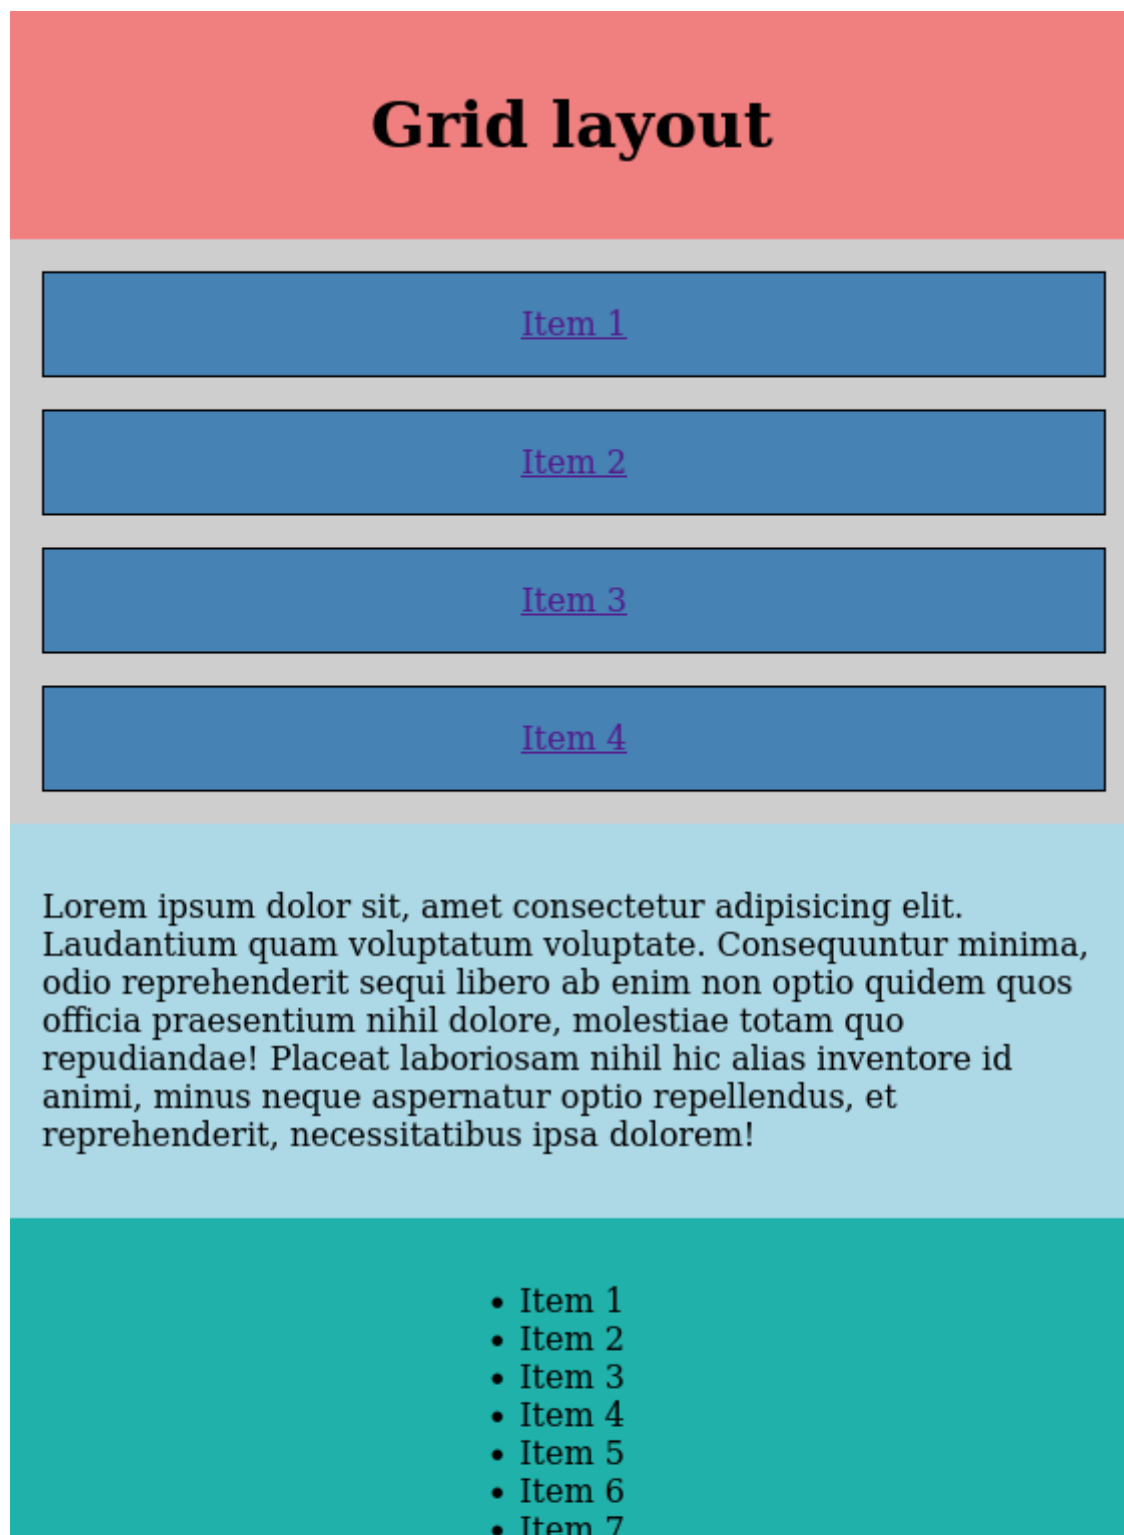 Grid layout
Item 1
Item 2
Item 3
Item 4
Lorem ipsum dolor sit, amet consectetur adipisicing elit.
Laudantium quam voluptatum voluptate. Consequuntur minima,
odio reprehenderit sequi libero ab enim non optio quidem quos
officia praesentium nihil dolore, molestiae totam quo
repudiandae! Placeat laboriosam nihil hic alias inventore id
animi, minus neque aspernatur optio repellendus, et
reprehenderit, necessitatibus ipsa dolorem!
• Item 1
• Item 2
• Item 3
• Item 4
• Item 5
• Item 6
• Item 7